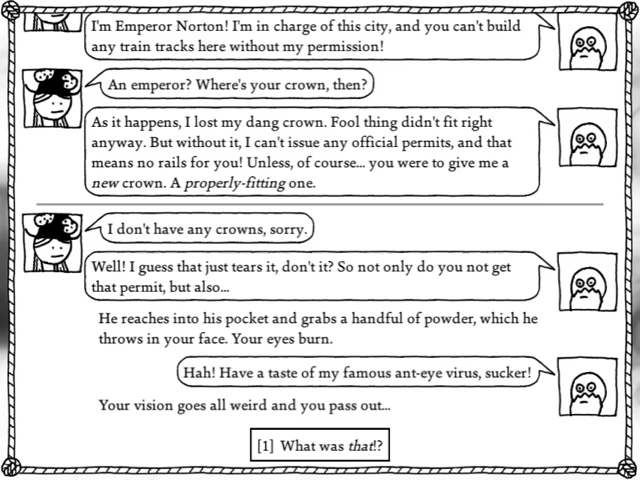 I'm Emperor Norton! I'm in charge of this city, and you can't build
any train tracks here without my permission!
An emperor? Where's your crown, then?
As it happens, I lost my dang crown. Fool thing didn't fit right
anyway. But without it, I can't issue any official permits, and that
means no rails for you! Unless, of course... you were to give me a
new crown. A properly-fitting one.
I don't have any crowns, sorry.
Well! I guess that just tears it, don't it? So not only do you not get
that permit, but also...
He reaches into his pocket and grabs a handful of powder, which he
throws in your face. Your eyes burn.
Hah! Have a taste of my famous ant-eye virus, sucker!
Your vision goes all weird and you pass out...
[1] What was that!?